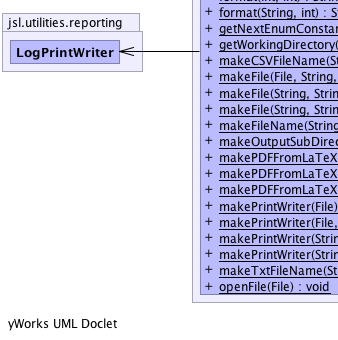 jsl.utilities.reporting
LogPrintWriter
+ format(String, int) : S
+ getNextEnumConstan
+ getWorkingDirectory(
+ makeCSVFileName(St
+ makeFile(File, String,
+ makeFile(String, Strin
+ makeFile(String, Strin
+ makeFileName(String
+ makeOutputSubDirec
+ makePDFFromLaTeX
+ makePDFFromLaTeX
+ makePDFFromLaTeX
+ makePrintWriter(File)
+ makePrintWriter(File,
+ makePrintWriter(Strin
+ makePrintWriter(Strin
+ makeTxtFileName(St
+ openFile(File) : void
yWorks UML Doclet